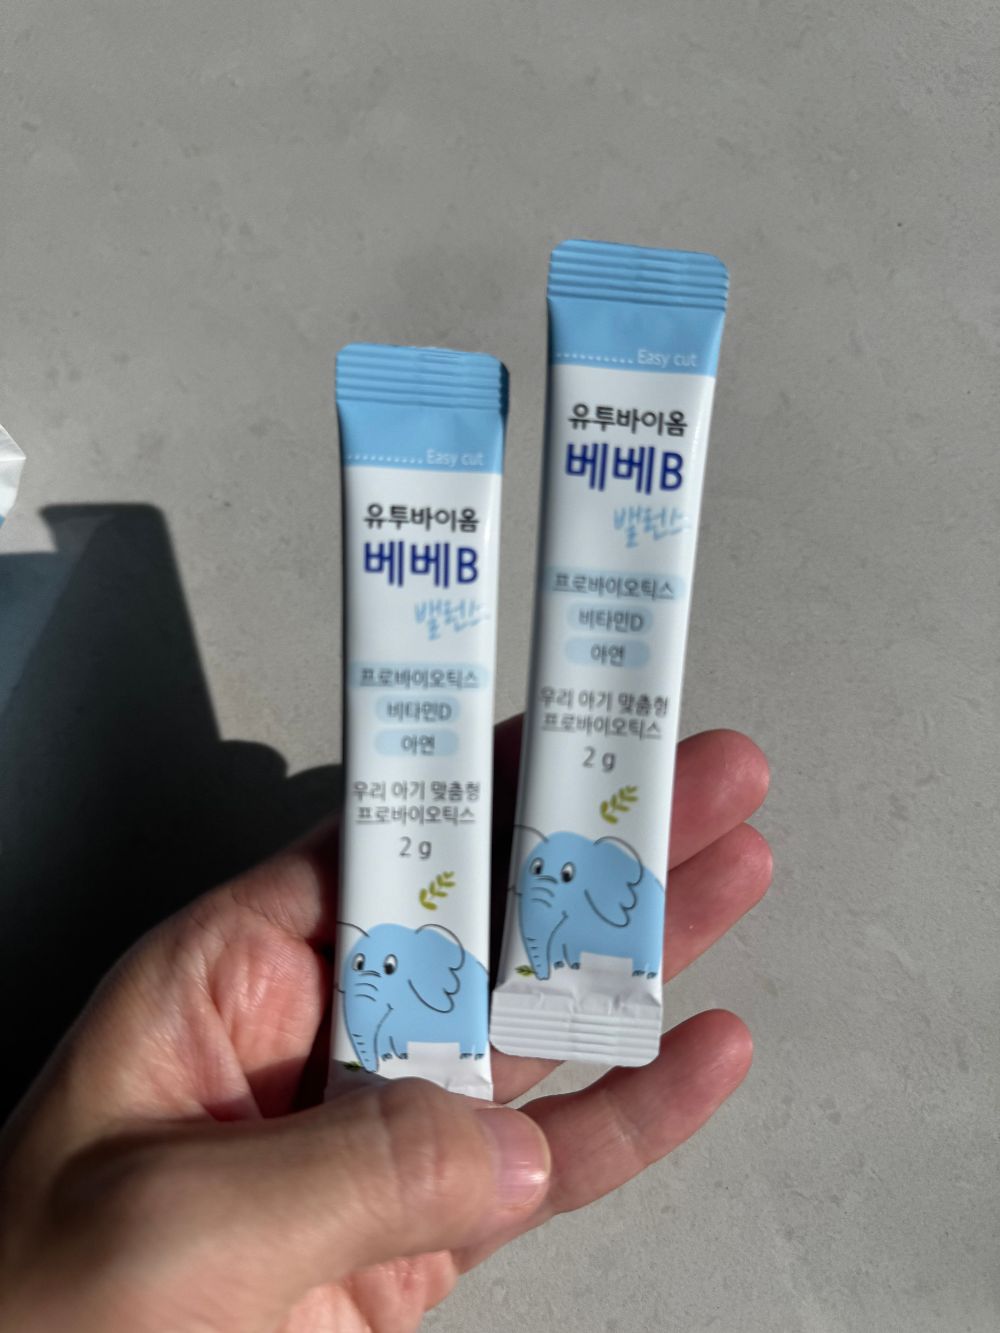 Easy cut
유투바이옴
베베B
밸런스
프로바이오틱스
비타민D
아연
우리 아기 맞춤형
프로바이오틱스
2 g
Easy cut
유투바이옴
베베B
밸런스
프로바이오틱스
비타민D
아연
우리 아기 맞춤형
프로바이오틱스
2 g